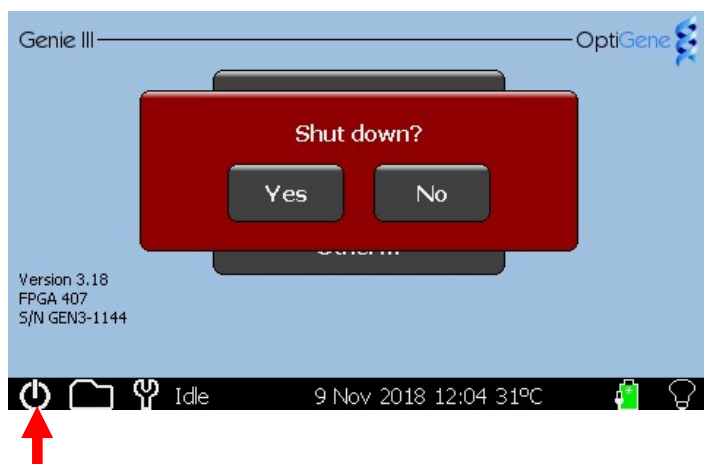 Genie III
OptiGene
Shut down?
Yes No
Version 3.18
FPGA 407
S/N GEN3-1144
Idle 9 Nov 2018 12:04 31ºC